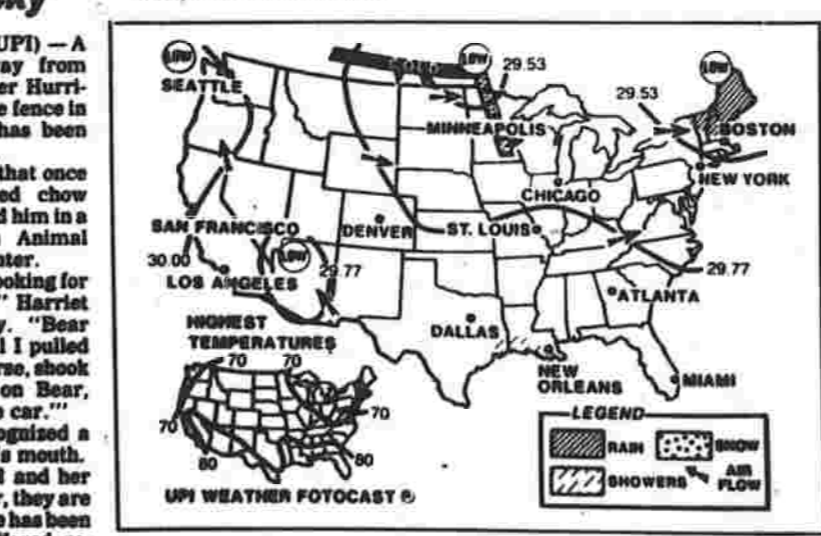 UPI) — A
ay from
er Hurri-
e fence in
has been
that once
ed chow
d him in a
Animal
nter.
ooking for
" Harriet
y. "Bear
l I pulled
rse, shook
on Bear,
e car.'"
ognized a
s mouth.
l and her
r, they are
e has been
LOW
SEATTLE
LOW
29.53
LOW
29.53
MINNEAPOLIS
BOSTON
NEW YORK
CHICAGO
SAN FRANCISCO
DENVER
ST. LOUIS
30.00
LOW
29.77
29.77
LOS ANGELES
ATLANTA
HIGHEST
TEMPERATURES
DALLAS
70 70
NEW
ORLEANS
MIAMI
70
70
80
80
LEGEND
RAIN
SNOW
SHOWERS
AIR
FLOW
UPI WEATHER FOTOCAST ®